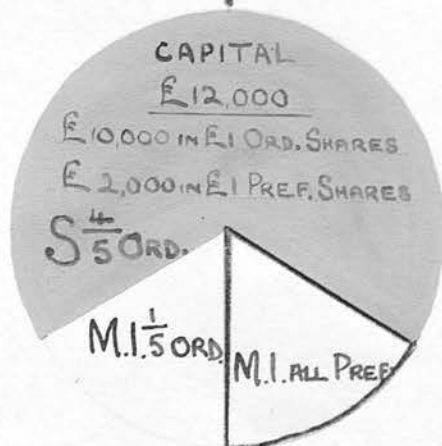 CAPITAL
£12,000
£10,000 IN £1 ORD. SHARES
£2,000 IN £1 PREF. SHARES
S 4/5 ORD.
M.I. 1/5 ORD.
M.I. ALL PREF.